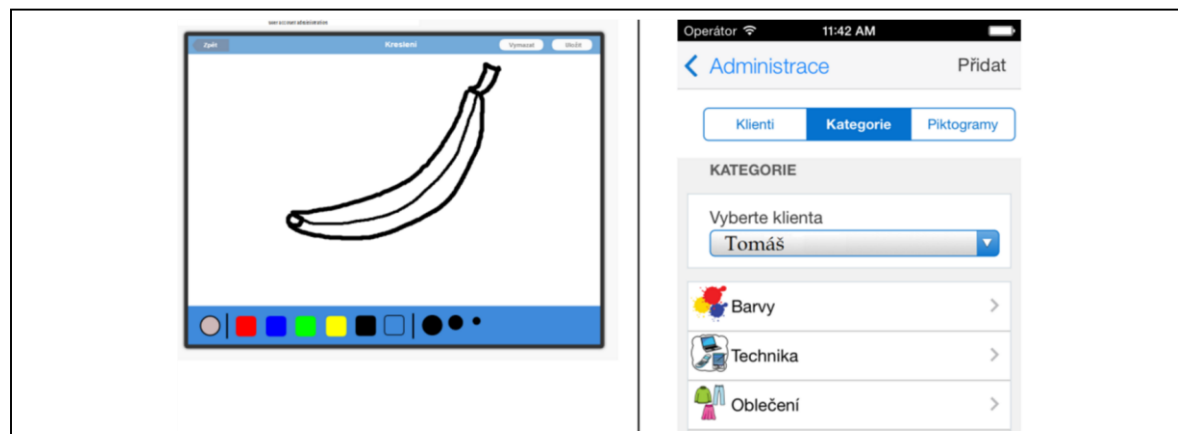 Zpět Kreslení Vymazat Uložit
Operátor 11:42 AM
Administrace Přidat
Klienti Kategorie Piktogramy
KATEGORIE
Vyberte klienta
Tomáš
Barvy
Technika
Oblečení